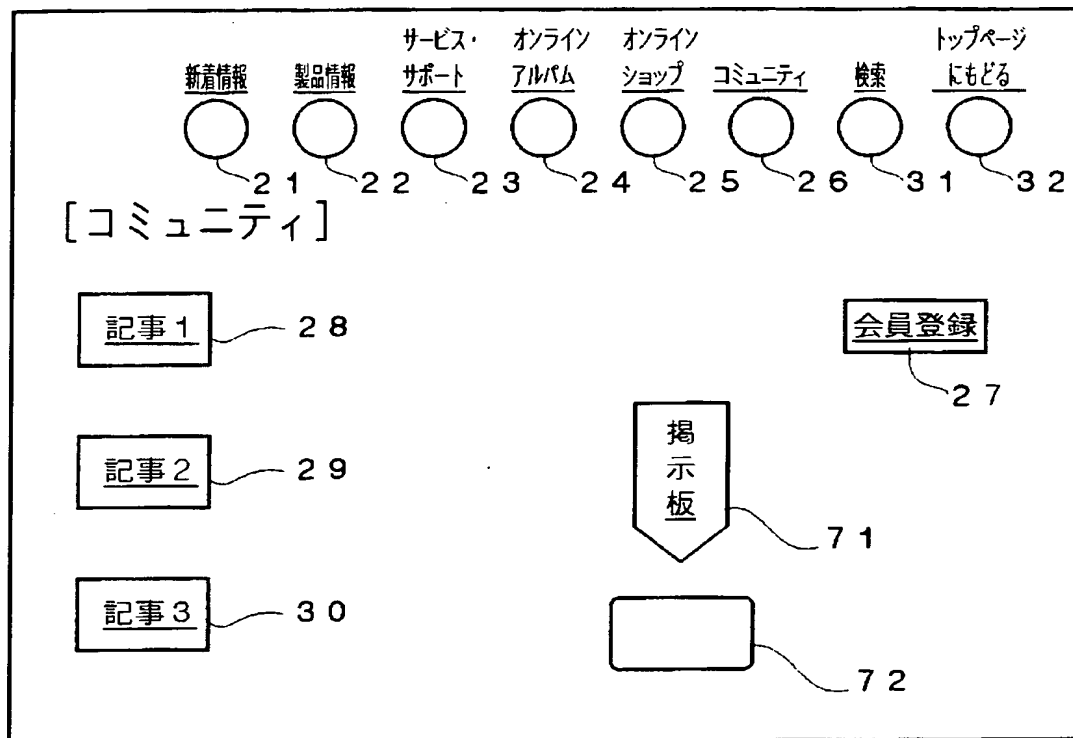 サービス・ オンライン オンライン トップページ
新着情報 製品情報 サポート アルバム ショップ コミュニティ 検索 にもどる
21 22 23 24 25 26 31 32
[コミュニティ]
記事1 28
会員登録
27
記事2 29
掲示板
71
記事3 30
72